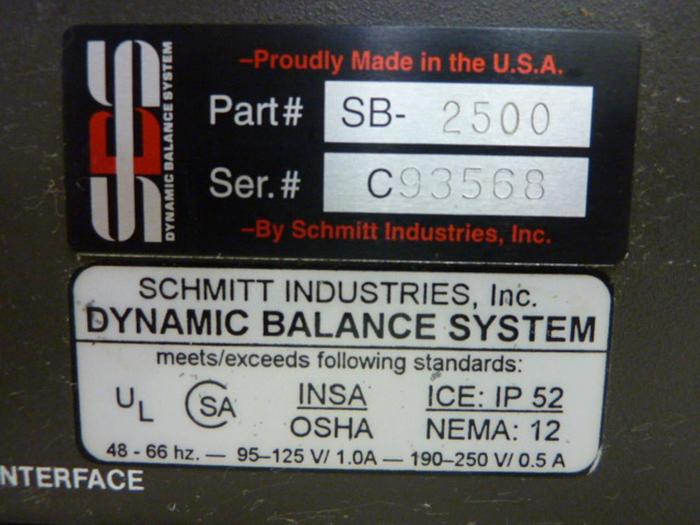 SBS
DYNAMIC BALANCE SYSTEM
–Proudly Made in the U.S.A.
Part# SB- 2500
Ser.# C93568
–By Schmitt Industries, Inc.
SCHMITT INDUSTRIES, Inc.
DYNAMIC BALANCE SYSTEM
meets/exceeds following standards:
UL SA INSA ICE: IP 52
OSHA NEMA: 12
48 - 66 hz. — 95–125 V/ 1.0A — 190–250 V/ 0.5 A
NTERFACE